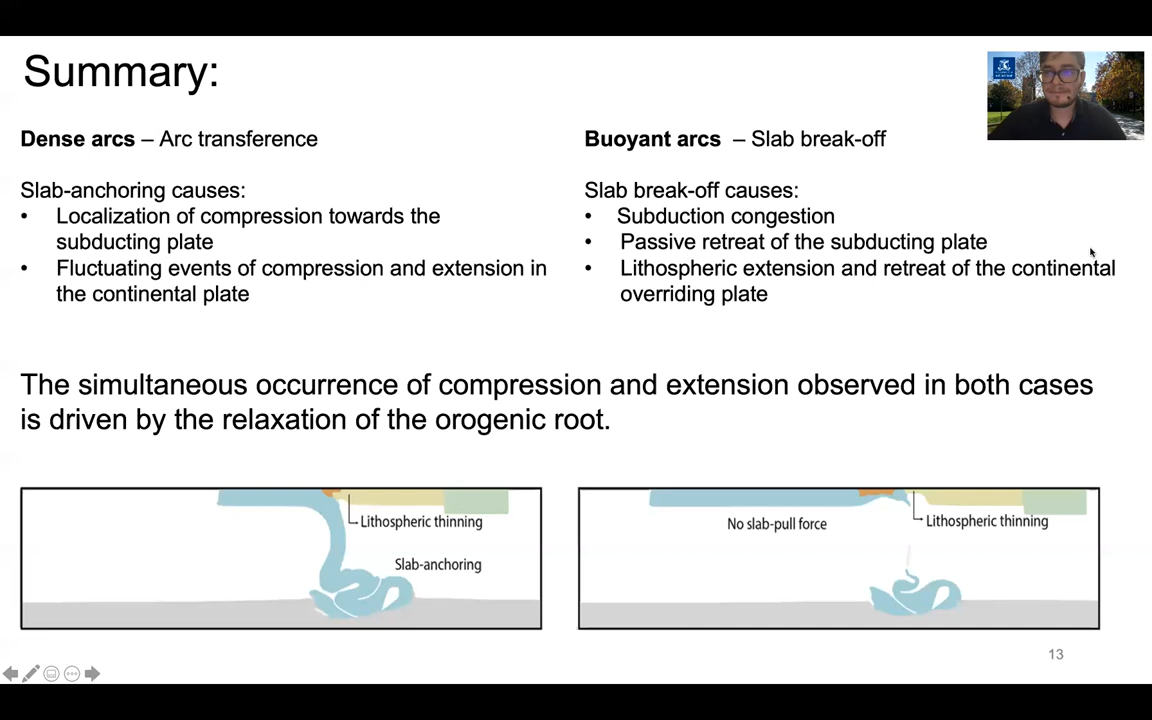 Summary:
Dense arcs – Arc transference
Slab-anchoring causes:
• Localization of compression towards the
subducting plate
• Fluctuating events of compression and extension in
the continental plate
Buoyant arcs – Slab break-off
Slab break-off causes:
• Subduction congestion
• Passive retreat of the subducting plate
• Lithospheric extension and retreat of the continental
overriding plate
The simultaneous occurrence of compression and extension observed in both cases
is driven by the relaxation of the orogenic root.
Lithospheric thinning
Slab-anchoring
No slab-pull force
Lithospheric thinning
13